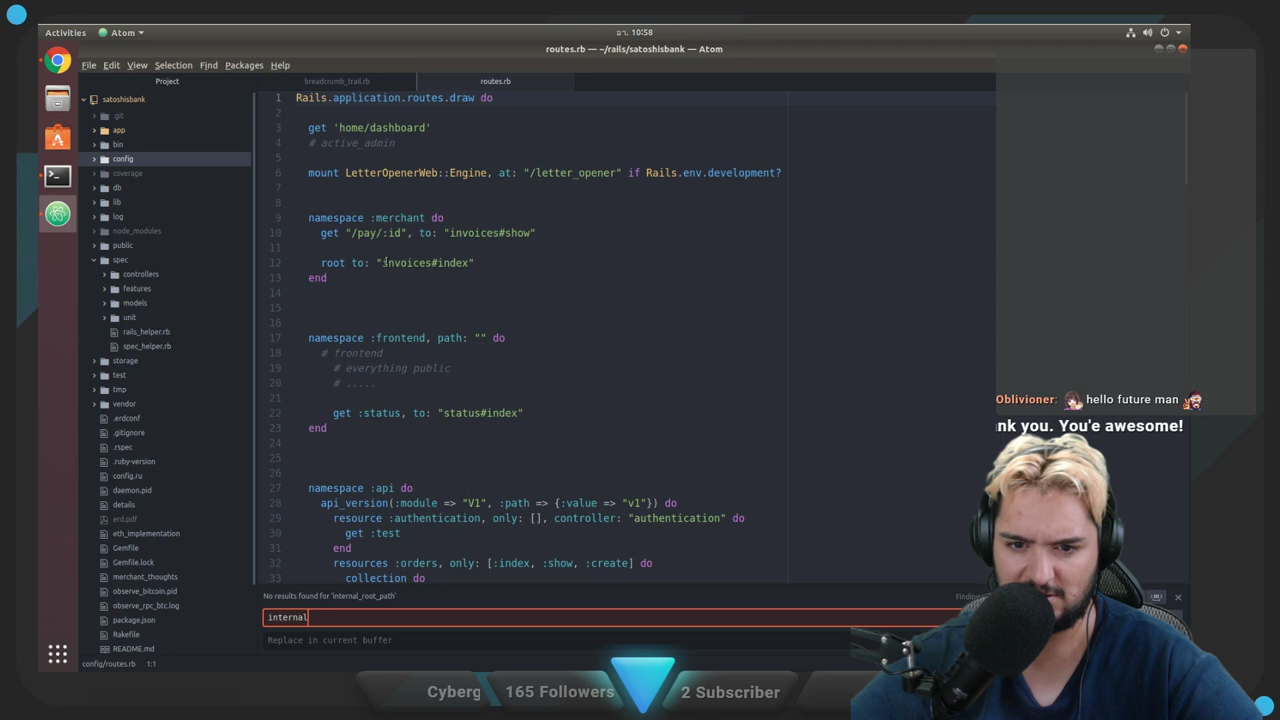 Activities
Atom
อา. 10:58
routes.rb — ~/rails/satoshisbank — Atom
File Edit View Selection Find Packages Help
Project
breadcrumb_trail.rb
routes.rb
satoshisbank
.git
app
bin
config
coverage
db
lib
log
node_modules
public
spec
controllers
features
models
unit
rails_helper.rb
spec_helper.rb
storage
test
tmp
vendor
.erdconf
.gitignore
.rspec
.ruby-version
config.ru
daemon.pid
details
erd.pdf
eth_implementation
Gemfile
Gemfile.lock
merchant_thoughts
observe_bitcoin.pid
observe_rpc_btc.log
package.json
Rakefile
README.md
1 Rails.application.routes.draw do
2
3 get 'home/dashboard'
4 # active_admin
5
6 mount LetterOpenerWeb::Engine, at: "/letter_opener" if Rails.env.development?
7
8
9 namespace :merchant do
10 get "/pay/:id", to: "invoices#show"
11
12 root to: "invoices#index"
13 end
14
15
16
17 namespace :frontend, path: "" do
18 # frontend
19 # everything public
20 # .....
21
22 get :status, to: "status#index"
23 end
24
25
26
27 namespace :api do
28 api_version(:module => "V1", :path => {:value => "v1"}) do
29 resource :authentication, only: [], controller: "authentication" do
30 get :test
31 end
32 resources :orders, only: [:index, :show, :create] do
33 collection do
No results found for 'internal_root_path'
Finding
internal
Replace in current buffer
config/routes.rb 1:1
Oblivioner: hello future man
nk you. You'e awesome!
Cyberg
165 Followers
2 Subscriber